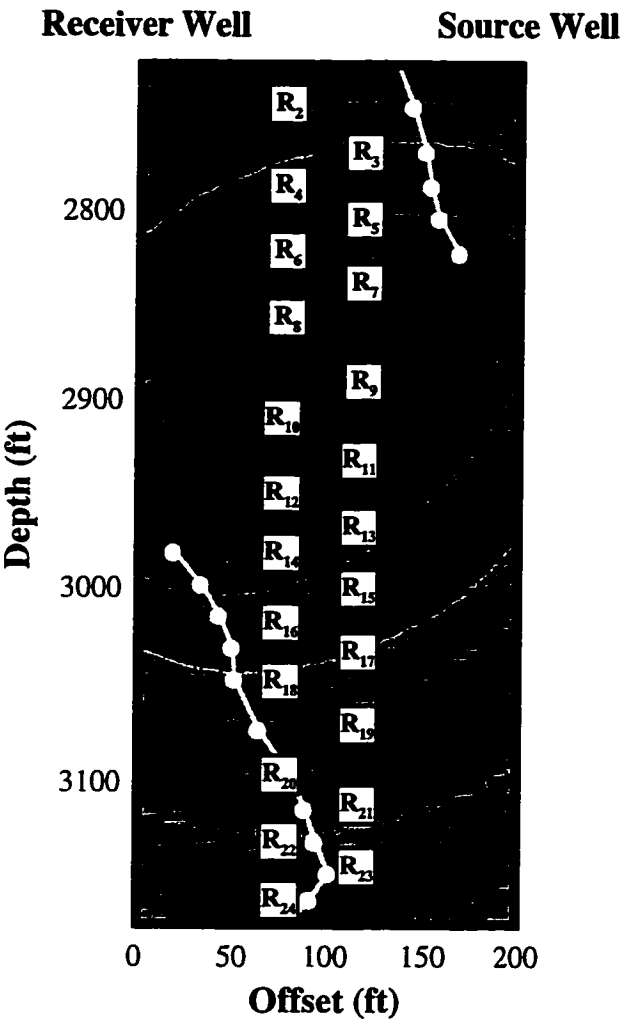 Receiver Well Source Well
R2
R3
R4
2800
R5
R6
R7
R8
R9
2900
R10
R11
R12
R13
R14
3000
R15
R16
R17
R18
R19
3100
R20
R21
R22
R23
R24
Depth (ft)
0 50 100 150 200
Offset (ft)